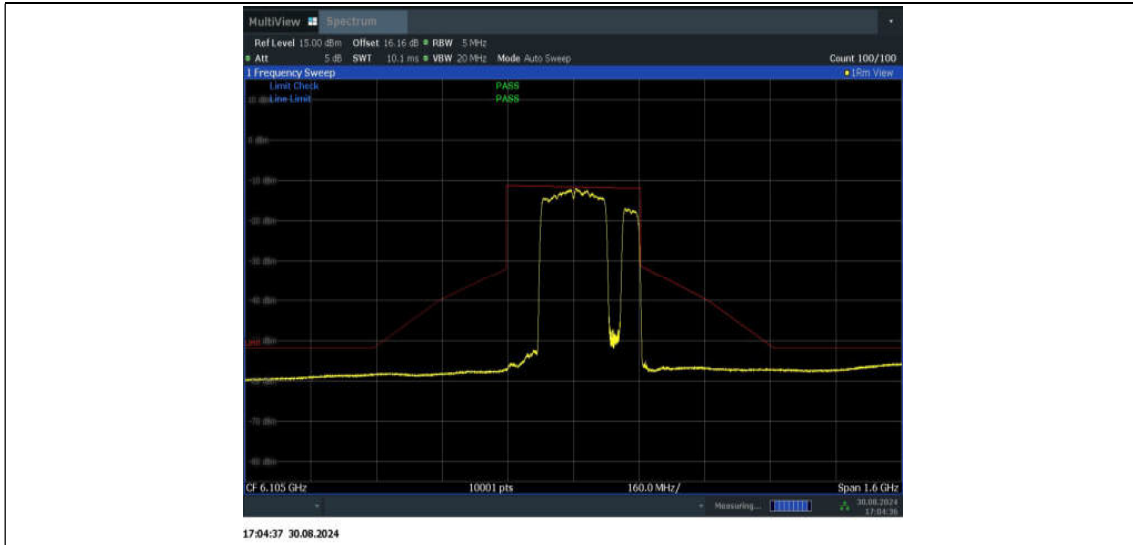 MultiView Spectrum
Ref Level 15.00 dBm Offset 16.16 dB RBW 5 MHz
Att 5 dB SWT 10.1 ms VBW 20 MHz Mode Auto Sweep Count 100/100
1 Frequency Sweep 1Rm View
Limit Check PASS
Line Limit PASS
0 dBm
-10 dBm
-20 dBm
-30 dBm
-40 dBm
-70 dBm
CF 6.105 GHz 10001 pts 160.0 MHz/ Span 1.6 GHz
Measuring... 30.08.2024
17:04:36
17:04:37 30.08.2024